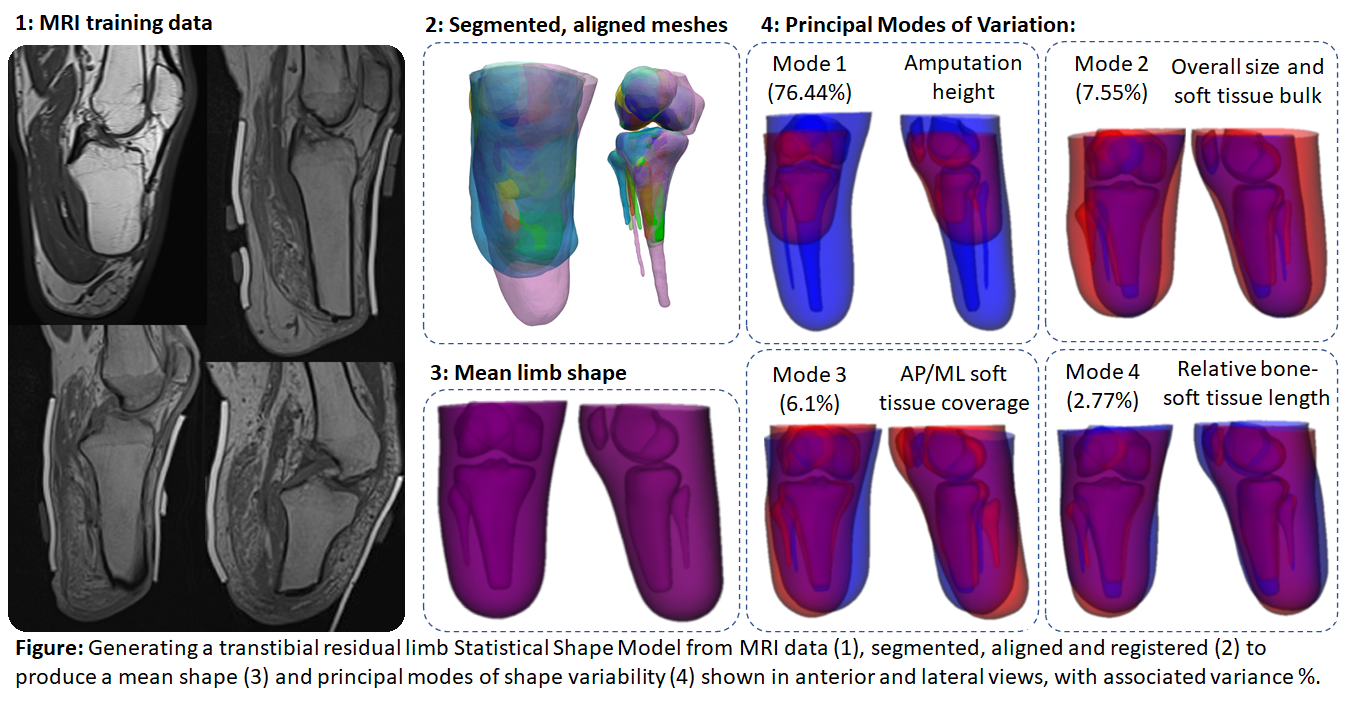 1: MRI training data
2: Segmented, aligned meshes
4: Principal Modes of Variation:
Mode 1
(76.44%)
Amputation
height
Mode 2
(7.55%)
Overall size and
soft tissue bulk
3: Mean limb shape
Mode 3
(6.1%)
AP/ML soft
tissue coverage
Mode 4
(2.77%)
Relative bone-
soft tissue length
Figure: Generating a transtibial residual limb Statistical Shape Model from MRI data (1), segmented, aligned and registered (2) to
produce a mean shape (3) and principal modes of shape variability (4) shown in anterior and lateral views, with associated variance %.